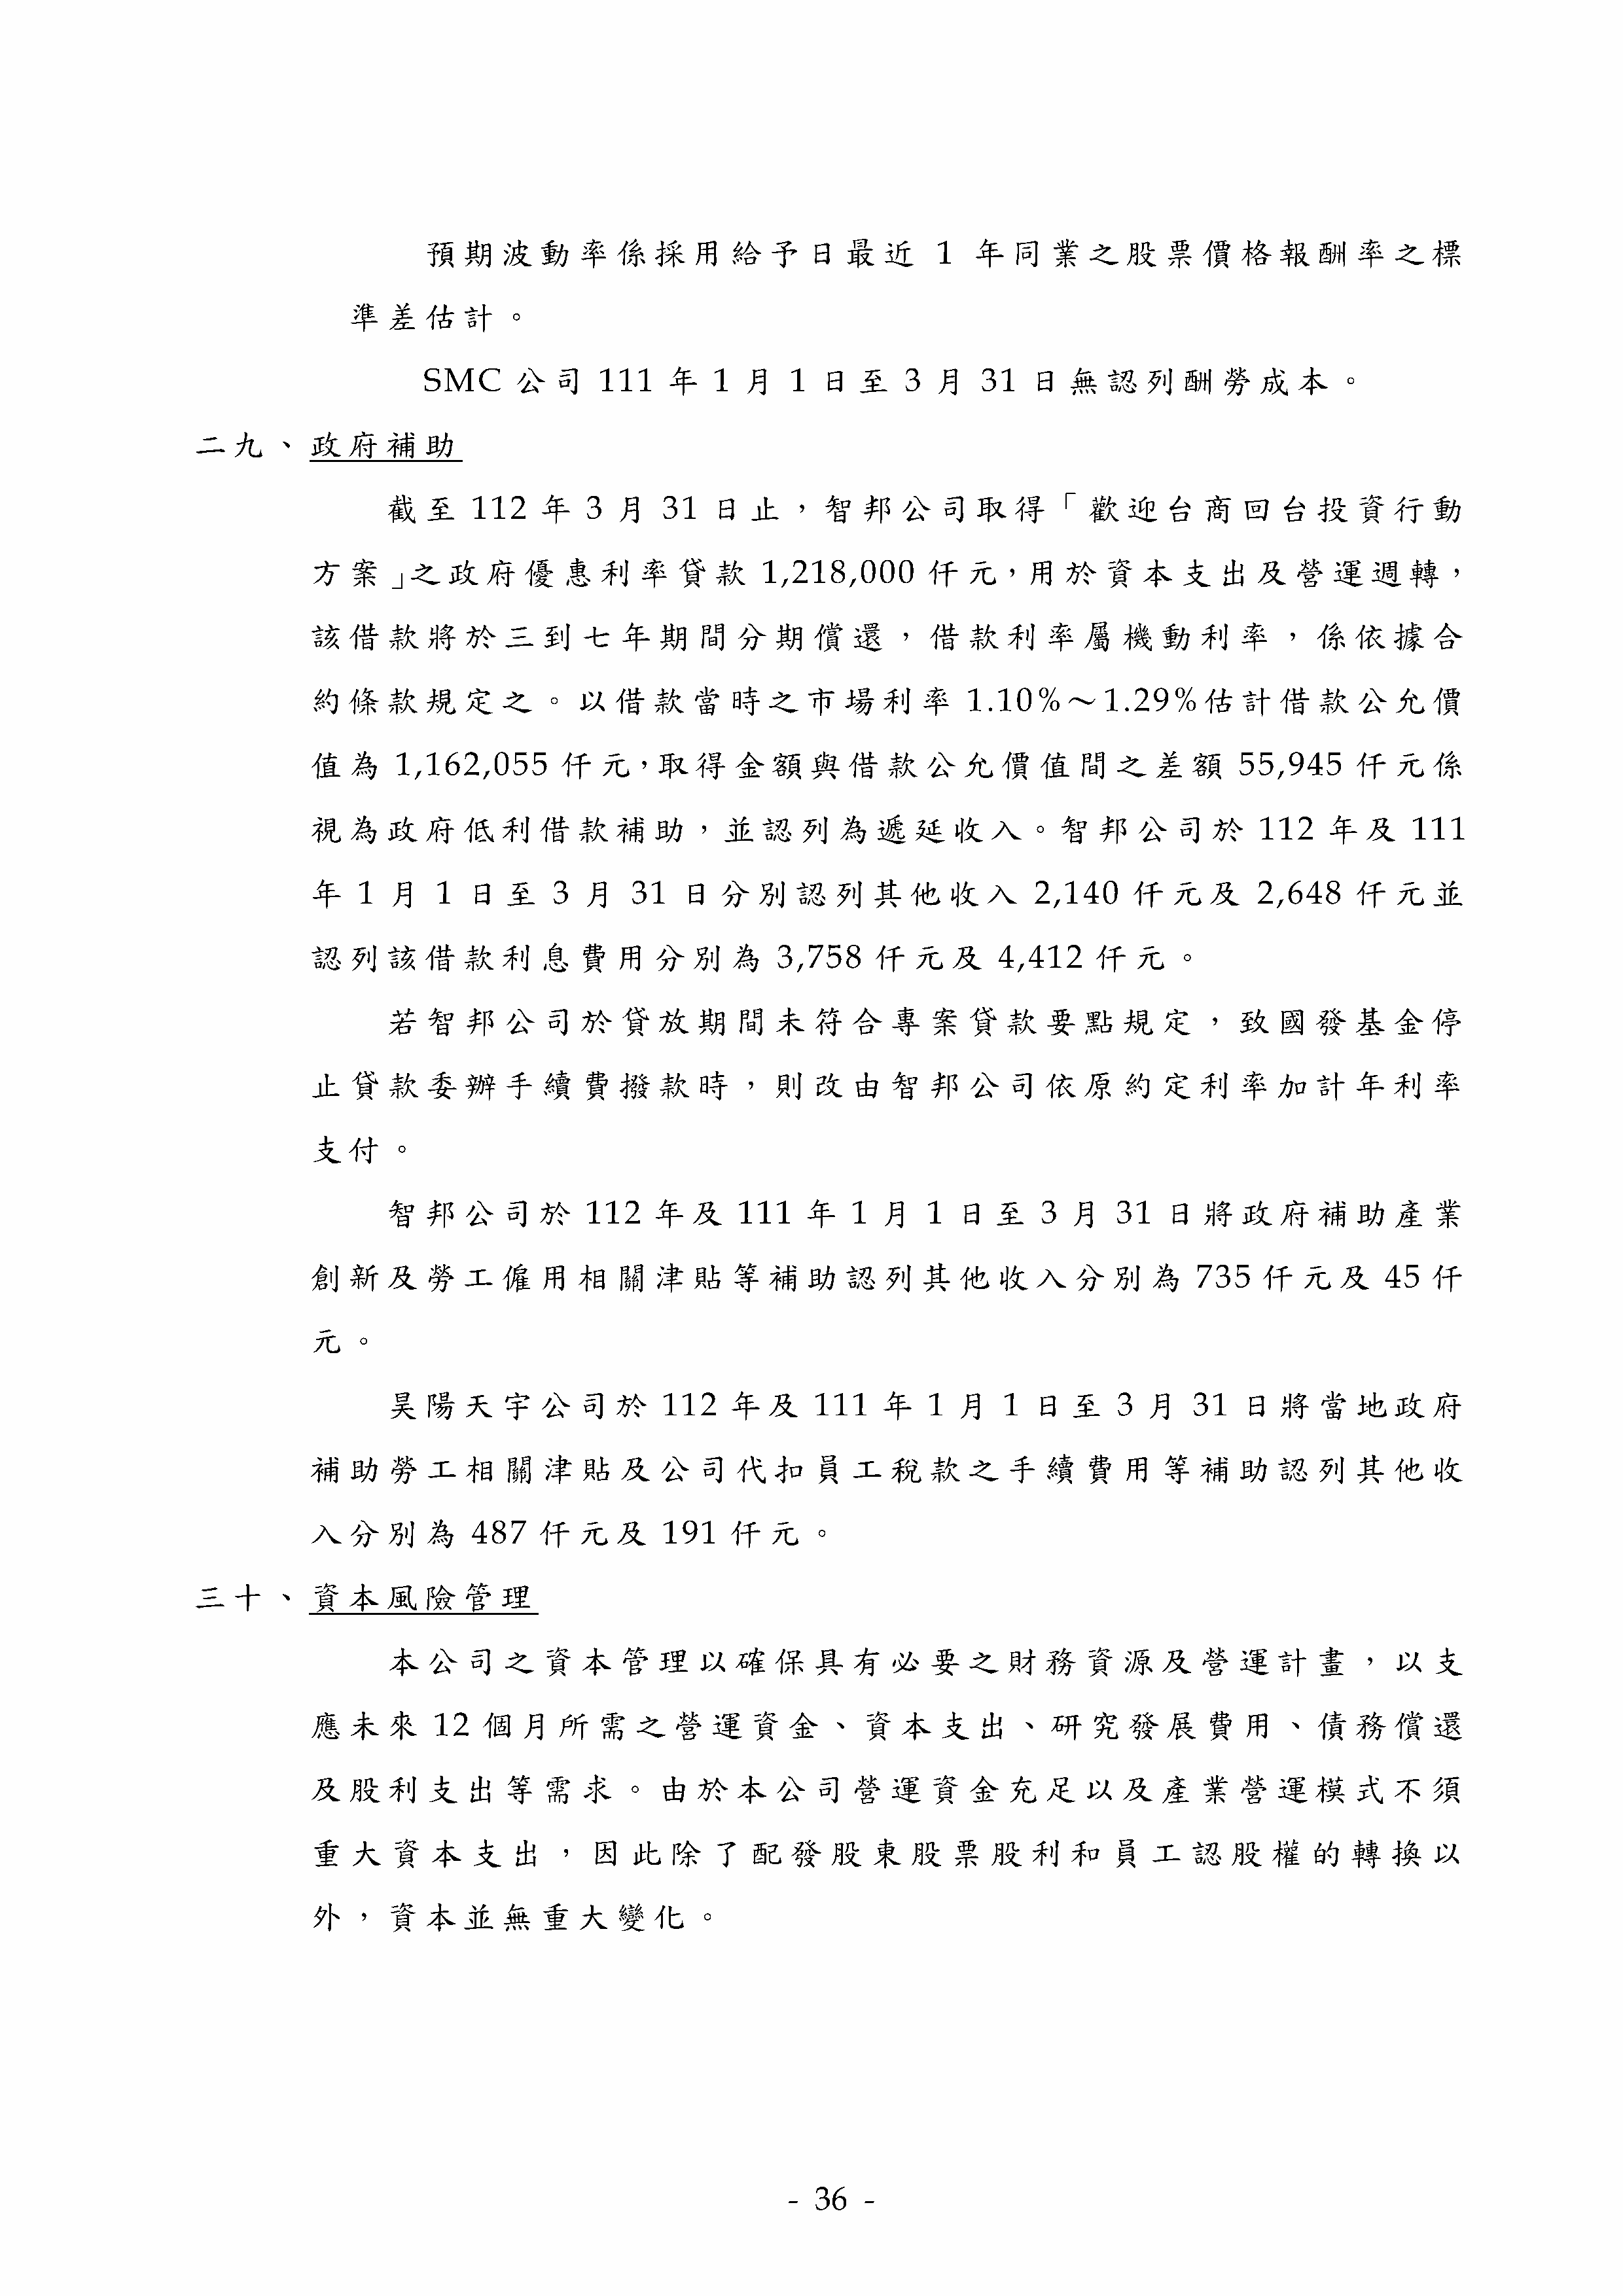 預期波動率係採用給予日最近 1 年同業之股票價格報酬率之標
準差估計。
SMC 公司 111 年 1 月 1 日至 3 月 31 日無認列酬勞成本。
二九、政府補助
截至 112 年 3 月 31 日止,智邦公司取得「歡迎台商回台投資行動
方案」之政府優惠利率貸款 1,218,000 仟元,用於資本支出及營運週轉,
該借款將於三到七年期間分期償還,借款利率屬機動利率,係依據合
約條款規定之。以借款當時之市場利率 1.10%~1.29%估計借款公允價
值為 1,162,055 仟元,取得金額與借款公允價值間之差額 55,945 仟元係
視為政府低利借款補助,並認列為遞延收入。智邦公司於 112 年及 111
年 1 月 1 日至 3 月 31 日分別認列其他收入 2,140 仟元及 2,648 仟元並
認列該借款利息費用分別為 3,758 仟元及 4,412 仟元。
若智邦公司於貸放期間未符合專案貸款要點規定,致國發基金停
止貸款委辦手續費撥款時,則改由智邦公司依原約定利率加計年利率
支付。
智邦公司於 112 年及 111 年 1 月 1 日至 3 月 31 日將政府補助產業
創新及勞工僱用相關津貼等補助認列其他收入分別為 735 仟元及 45 仟
元。
昊陽天宇公司於 112 年及 111 年 1 月 1 日至 3 月 31 日將當地政府
補助勞工相關津貼及公司代扣員工稅款之手續費用等補助認列其他收
入分別為 487 仟元及 191 仟元。
三十、資本風險管理
本公司之資本管理以確保具有必要之財務資源及營運計畫,以支
應未來 12 個月所需之營運資金、資本支出、研究發展費用、債務償還
及股利支出等需求。由於本公司營運資金充足以及產業營運模式不須
重大資本支出,因此除了配發股東股票股利和員工認股權的轉換以
外,資本並無重大變化。
- 36 -